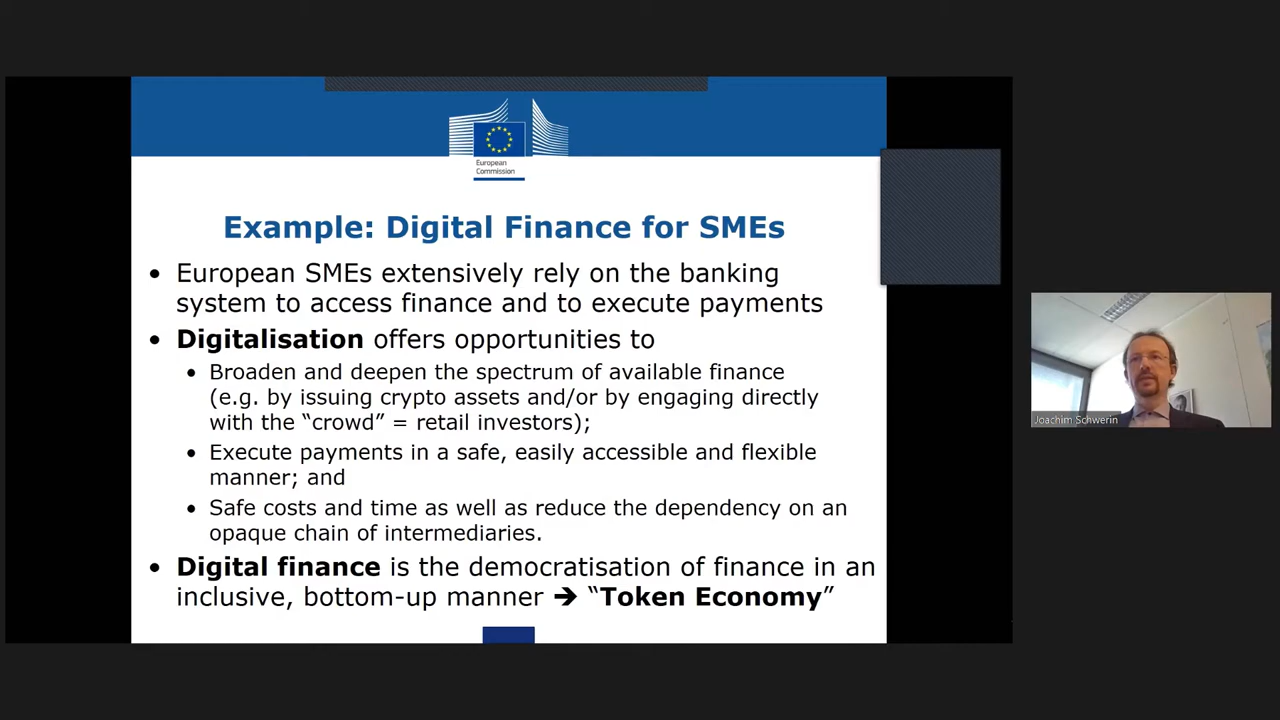 European
Commission
Example: Digital Finance for SMEs
• European SMEs extensively rely on the banking
system to access finance and to execute payments
• Digitalisation offers opportunities to
• Broaden and deepen the spectrum of available finance
(e.g. by issuing crypto assets and/or by engaging directly
with the “crowd” = retail investors);
• Execute payments in a safe, easily accessible and flexible
manner; and
• Safe costs and time as well as reduce the dependency on an
opaque chain of intermediaries.
• Digital finance is the democratisation of finance in an
inclusive, bottom-up manner ➔ “Token Economy”
Joachim Schwerin